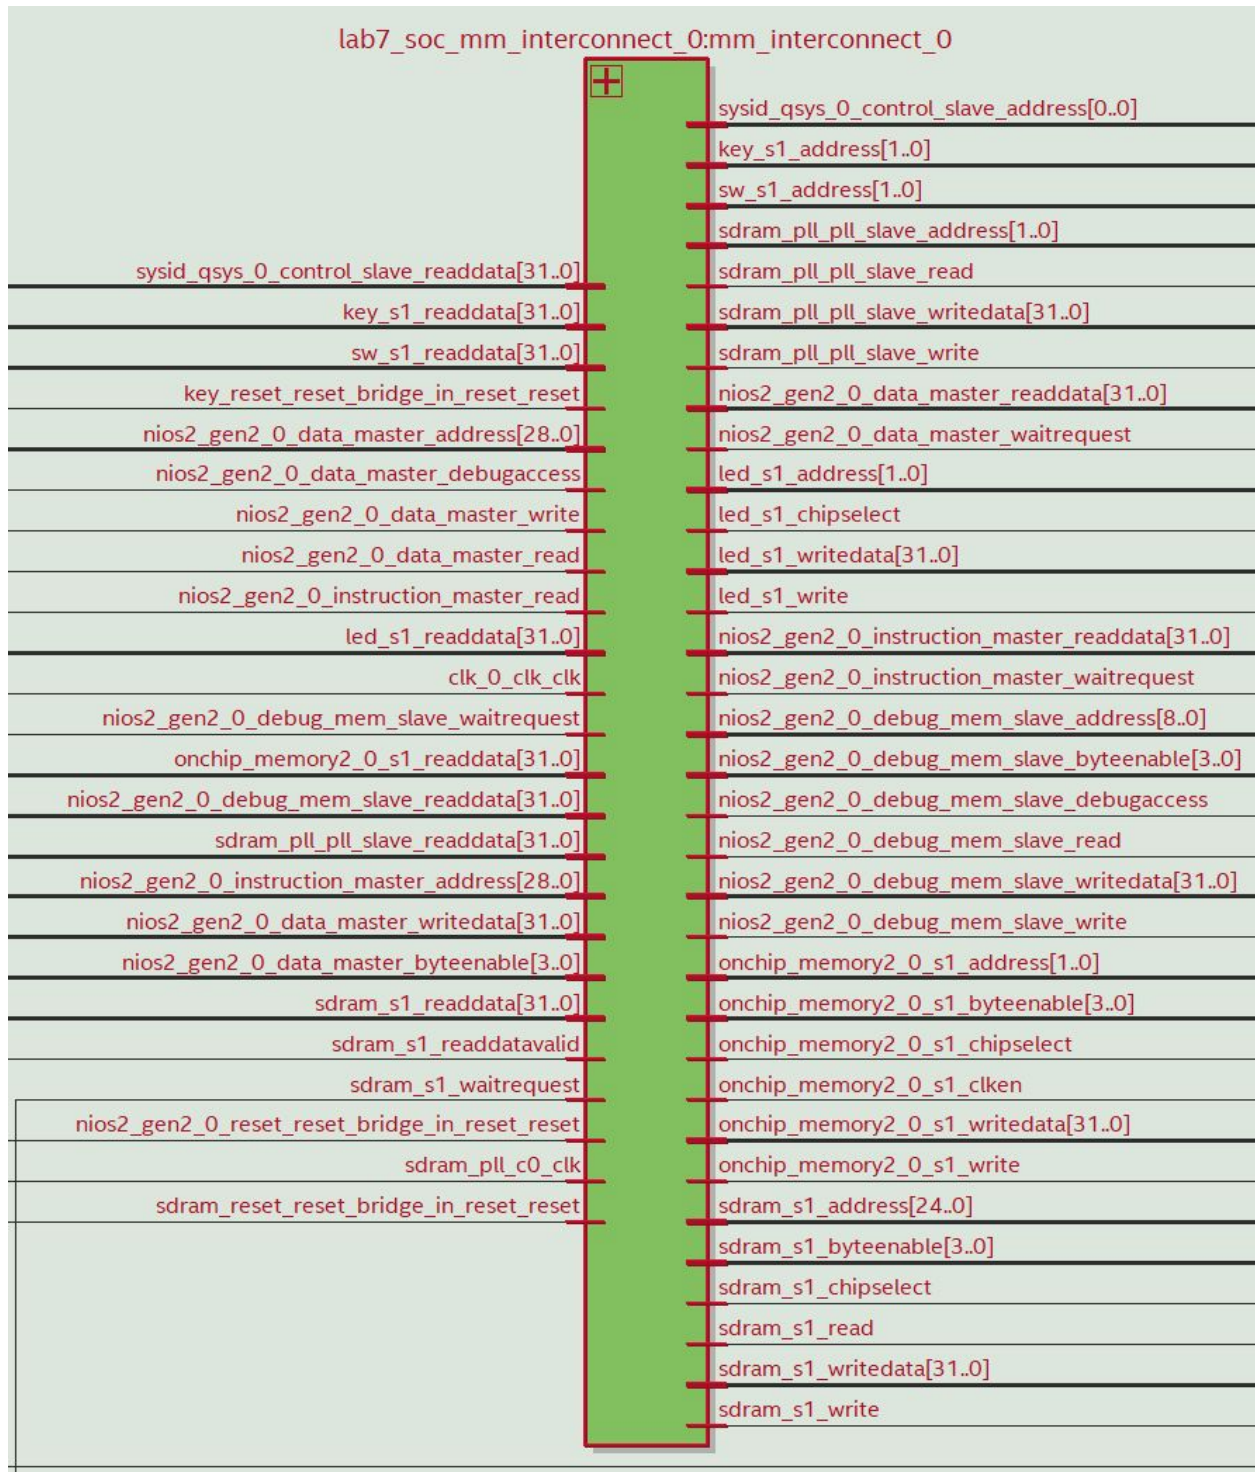 lab7_soc_mm_interconnect_0:mm_interconnect_0
sysid_qsys_0_control_slave_readdata[31..0]
key_s1_readdata[31..0]
sw_s1_readdata[31..0]
key_reset_reset_bridge_in_reset_reset
nios2_gen2_0_data_master_address[28..0]
nios2_gen2_0_data_master_debugaccess
nios2_gen2_0_data_master_write
nios2_gen2_0_data_master_read
nios2_gen2_0_instruction_master_read
led_s1_readdata[31..0]
clk_0_clk_clk
nios2_gen2_0_debug_mem_slave_waitrequest
onchip_memory2_0_s1_readdata[31..0]
nios2_gen2_0_debug_mem_slave_readdata[31..0]
sdram_pll_pll_slave_readdata[31..0]
nios2_gen2_0_instruction_master_address[28..0]
nios2_gen2_0_data_master_writedata[31..0]
nios2_gen2_0_data_master_byteenable[3..0]
sdram_s1_readdata[31..0]
sdram_s1_readdatavalid
sdram_s1_waitrequest
nios2_gen2_0_reset_reset_bridge_in_reset_reset
sdram_pll_c0_clk
sdram_reset_reset_bridge_in_reset_reset
sysid_qsys_0_control_slave_address[0..0]
key_s1_address[1..0]
sw_s1_address[1..0]
sdram_pll_pll_slave_address[1..0]
sdram_pll_pll_slave_read
sdram_pll_pll_slave_writedata[31..0]
sdram_pll_pll_slave_write
nios2_gen2_0_data_master_readdata[31..0]
nios2_gen2_0_data_master_waitrequest
led_s1_address[1..0]
led_s1_chipselect
led_s1_writedata[31..0]
led_s1_write
nios2_gen2_0_instruction_master_readdata[31..0]
nios2_gen2_0_instruction_master_waitrequest
nios2_gen2_0_debug_mem_slave_address[8..0]
nios2_gen2_0_debug_mem_slave_byteenable[3..0]
nios2_gen2_0_debug_mem_slave_debugaccess
nios2_gen2_0_debug_mem_slave_read
nios2_gen2_0_debug_mem_slave_writedata[31..0]
nios2_gen2_0_debug_mem_slave_write
onchip_memory2_0_s1_address[1..0]
onchip_memory2_0_s1_byteenable[3..0]
onchip_memory2_0_s1_chipselect
onchip_memory2_0_s1_clken
onchip_memory2_0_s1_writedata[31..0]
onchip_memory2_0_s1_write
sdram_s1_address[24..0]
sdram_s1_byteenable[3..0]
sdram_s1_chipselect
sdram_s1_read
sdram_s1_writedata[31..0]
sdram_s1_write